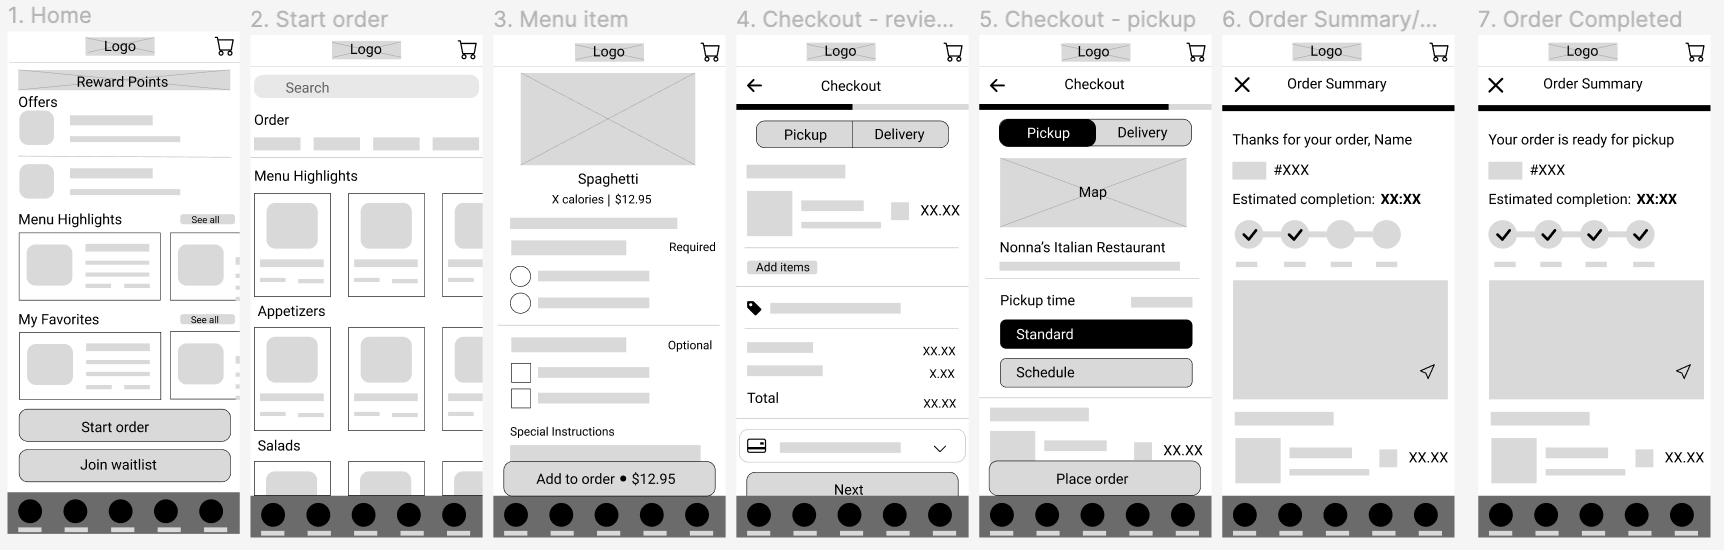 1. Home
Logo
Reward Points
Offers
Menu Highlights
See all
My Favorites
See all
Start order
Join waitlist
2. Start order
Logo
Search
Order
Menu Highlights
Appetizers
Salads
3. Menu item
Logo
Spaghetti
X calories | $12.95
Required
Optional
Special Instructions
Add to order • $12.95
4. Checkout - revie...
Logo
Checkout
Pickup
Delivery
XX.XX
Add items
XX.XX
X.XX
Total
XX.XX
Next
5. Checkout - pickup
Logo
Checkout
Pickup
Delivery
Map
Nonna's Italian Restaurant
Pickup time
Standard
Schedule
XX.XX
Place order
6. Order Summary/...
Logo
Order Summary
Thanks for your order, Name
#XXX
Estimated completion: XX:XX
XX.XX
7. Order Completed
Logo
Order Summary
Your order is ready for pickup
#XXX
Estimated completion: XX:XX
XX.XX